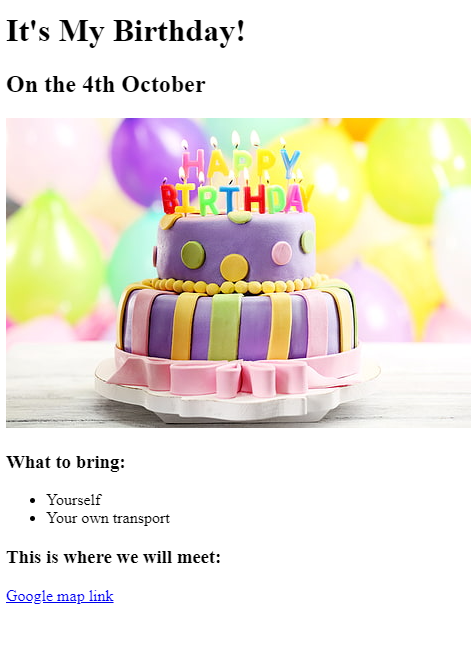 It's My Birthday!
On the 4th October
HAPPY
BIRTHDAY
What to bring:
Yourself
Your own transport
This is where we will meet:
Google map link